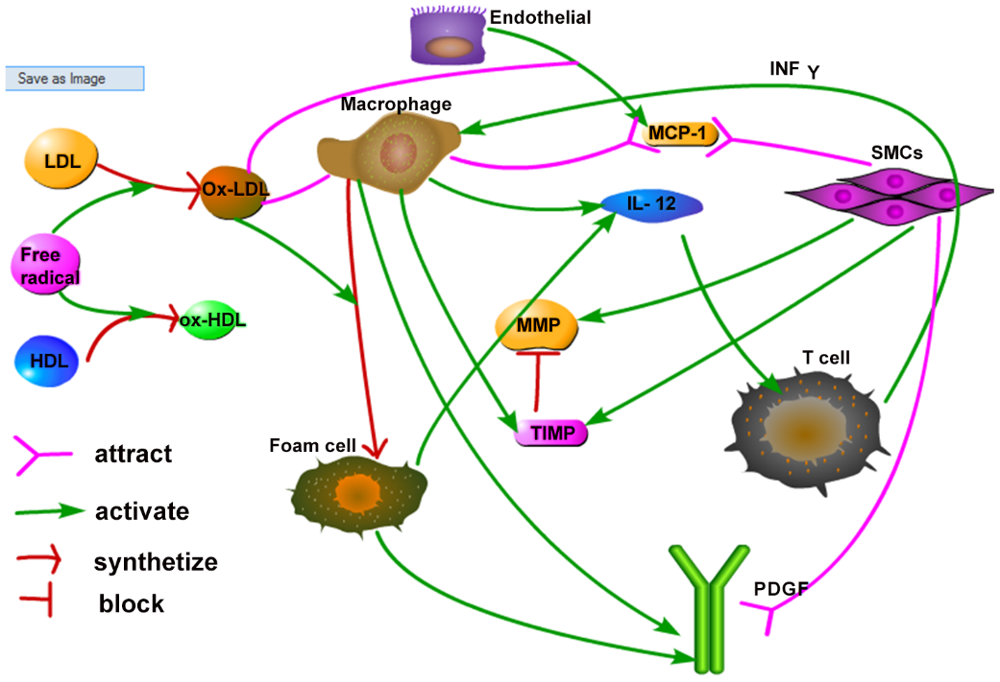 Endothelial
Save as Image
INF Y
Macrophage
MCP-1
LDL
SMCs
Ox-LDL
IL- 12
Free
radical
ox-HDL
MMP
HDL
T cell
TIMP
Foam cell
attract
activate
synthetize
block
PDGF